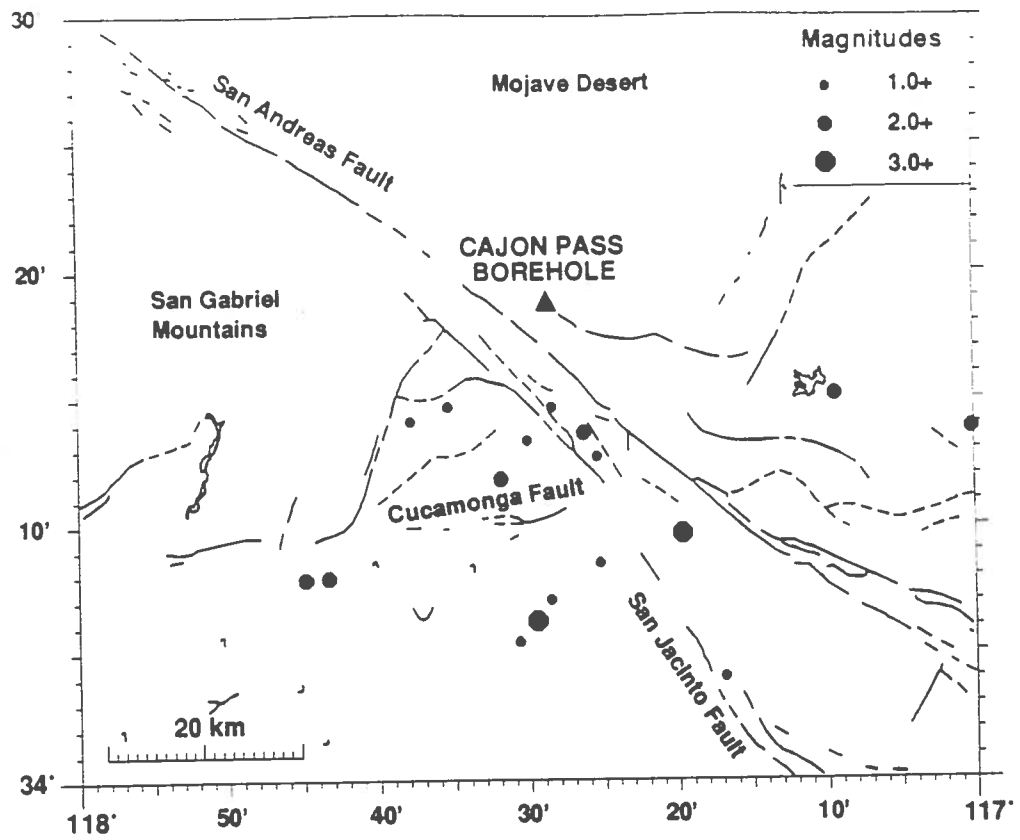 30'
Magnitudes
1.0+
2.0+
3.0+
Mojave Desert
San Andreas Fault
CAJON PASS
BOREHOLE
20'
San Gabriel
Mountains
Cucamonga Fault
10'
San Jacinto Fault
20 km
34°
118°
50'
40'
30'
20'
10'
117°